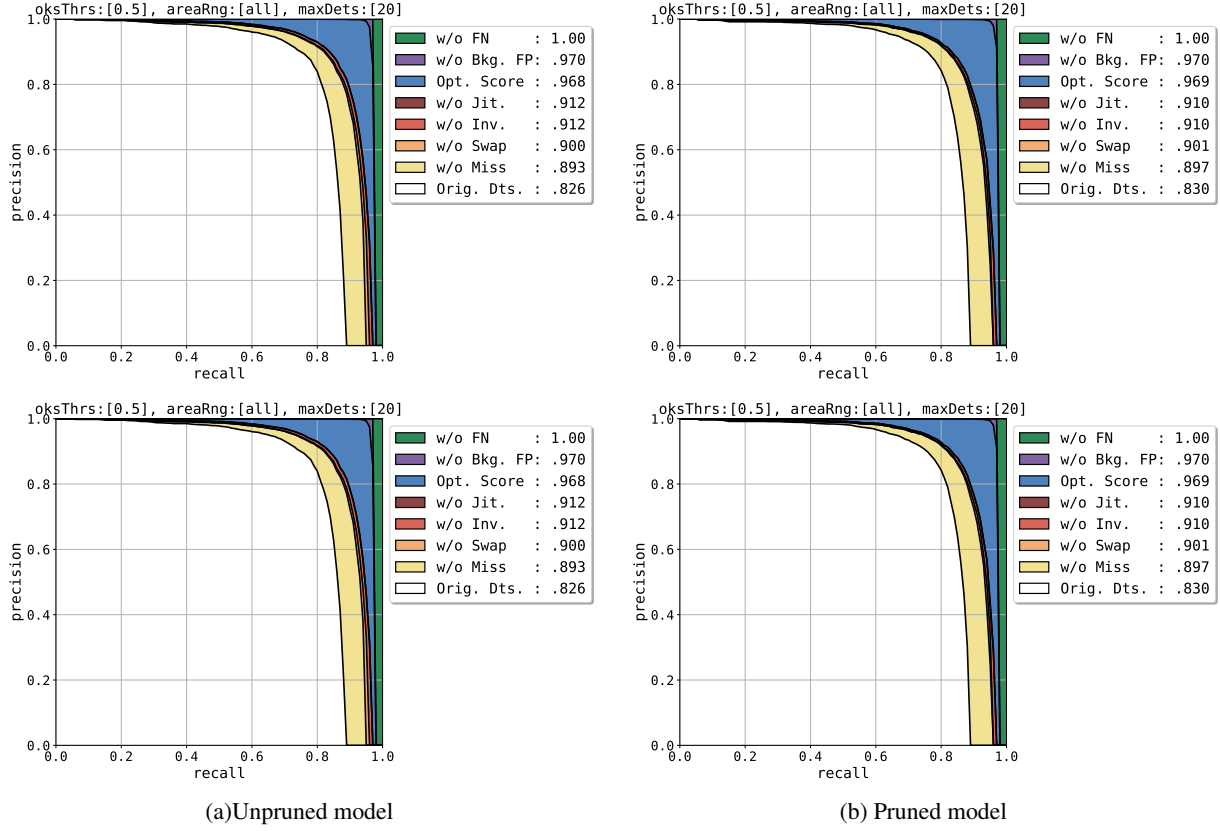 oksThrs:[0.5], areaRng:[all], maxDets:[20]
1.0
0.8
0.6
0.4
0.2
0.0
precision
0.0 0.2 0.4 0.6 0.8 1.0
recall
w/o FN : 1.00
w/o Bkg. FP: .970
Opt. Score : .968
w/o Jit. : .912
w/o Inv. : .912
w/o Swap : .900
w/o Miss : .893
Orig. Dts. : .826
oksThrs:[0.5], areaRng:[all], maxDets:[20]
1.0
0.8
0.6
0.4
0.2
0.0
precision
0.0 0.2 0.4 0.6 0.8 1.0
recall
w/o FN : 1.00
w/o Bkg. FP: .970
Opt. Score : .969
w/o Jit. : .910
w/o Inv. : .910
w/o Swap : .901
w/o Miss : .897
Orig. Dts. : .830
oksThrs:[0.5], areaRng:[all], maxDets:[20]
1.0
0.8
0.6
0.4
0.2
0.0
precision
0.0 0.2 0.4 0.6 0.8 1.0
recall
w/o FN : 1.00
w/o Bkg. FP: .970
Opt. Score : .968
w/o Jit. : .912
w/o Inv. : .912
w/o Swap : .900
w/o Miss : .893
Orig. Dts. : .826
oksThrs:[0.5], areaRng:[all], maxDets:[20]
1.0
0.8
0.6
0.4
0.2
0.0
precision
0.0 0.2 0.4 0.6 0.8 1.0
recall
w/o FN : 1.00
w/o Bkg. FP: .970
Opt. Score : .969
w/o Jit. : .910
w/o Inv. : .910
w/o Swap : .901
w/o Miss : .897
Orig. Dts. : .830
(a)Unpruned model
(b) Pruned model